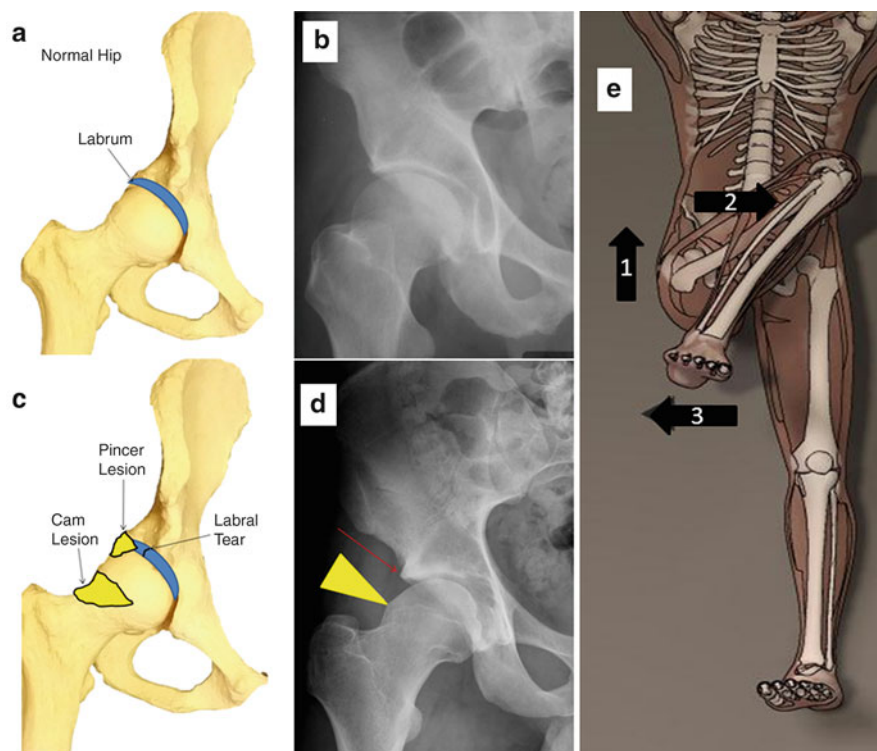 a
Normal Hip
Labrum
b
c
Pincer
Lesion
Cam
Lesion
Labral
Tear
d
e
2
1
3